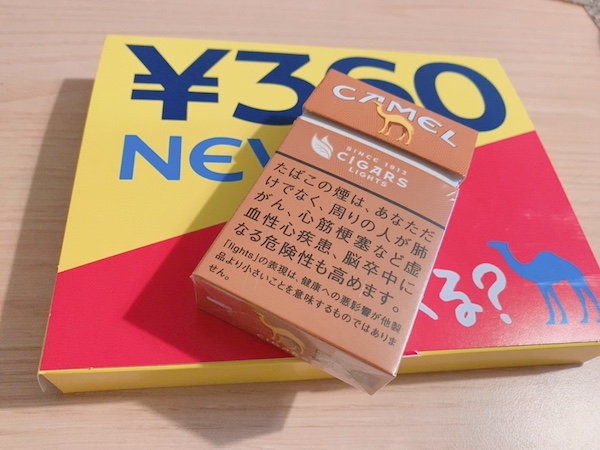 ¥360
NEW
CAMEL
SINCE 1913
CIGARS
LIGHTS
たばこの煙は、あなただ
けでなく、周りの人が肺
がん、心筋梗塞など虚
血性心疾患、脳卒中に
なる危険性も高めます。
「lights」の表現は、健康への悪影響が他製
品より小さいことを意味するものではありま
せん。
る?